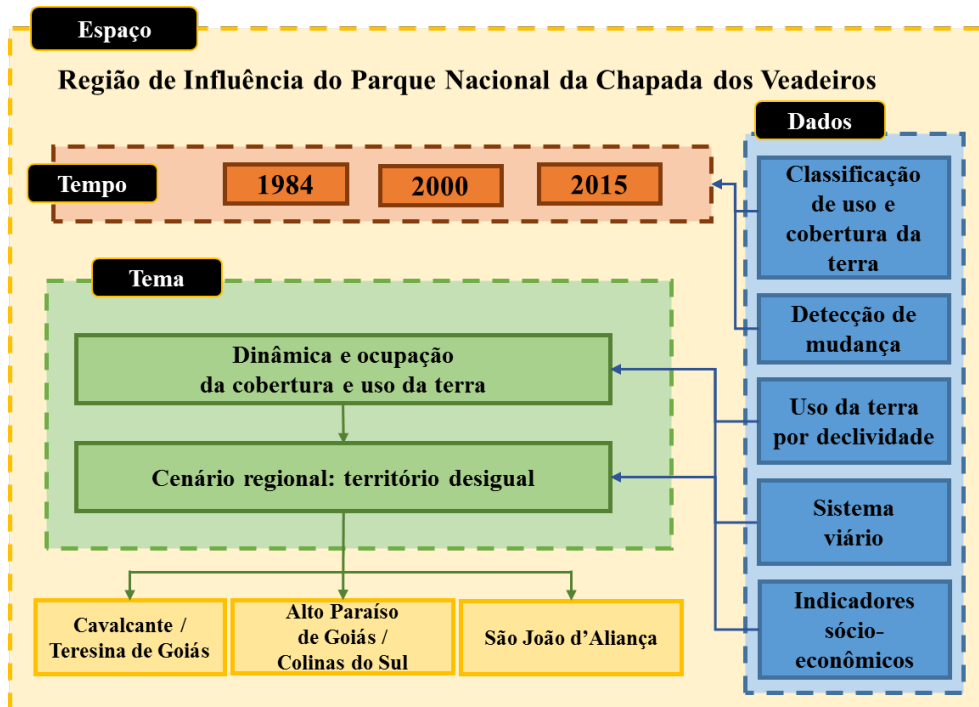 Espaço
Região de Influência do Parque Nacional da Chapada dos Veadeiros
Tempo
1984
2000
2015
Dados
Classificação
de uso e
cobertura da
terra
Detecção de
mudança
Uso da terra
por declividade
Sistema
viário
Indicadores
sócio-
econômicos
Tema
Dinâmica e ocupação
da cobertura e uso da terra
Cenário regional: território desigual
Cavalcante /
Teresina de Goiás
Alto Paraíso
de Goiás /
Colinas do Sul
São João d’Aliança